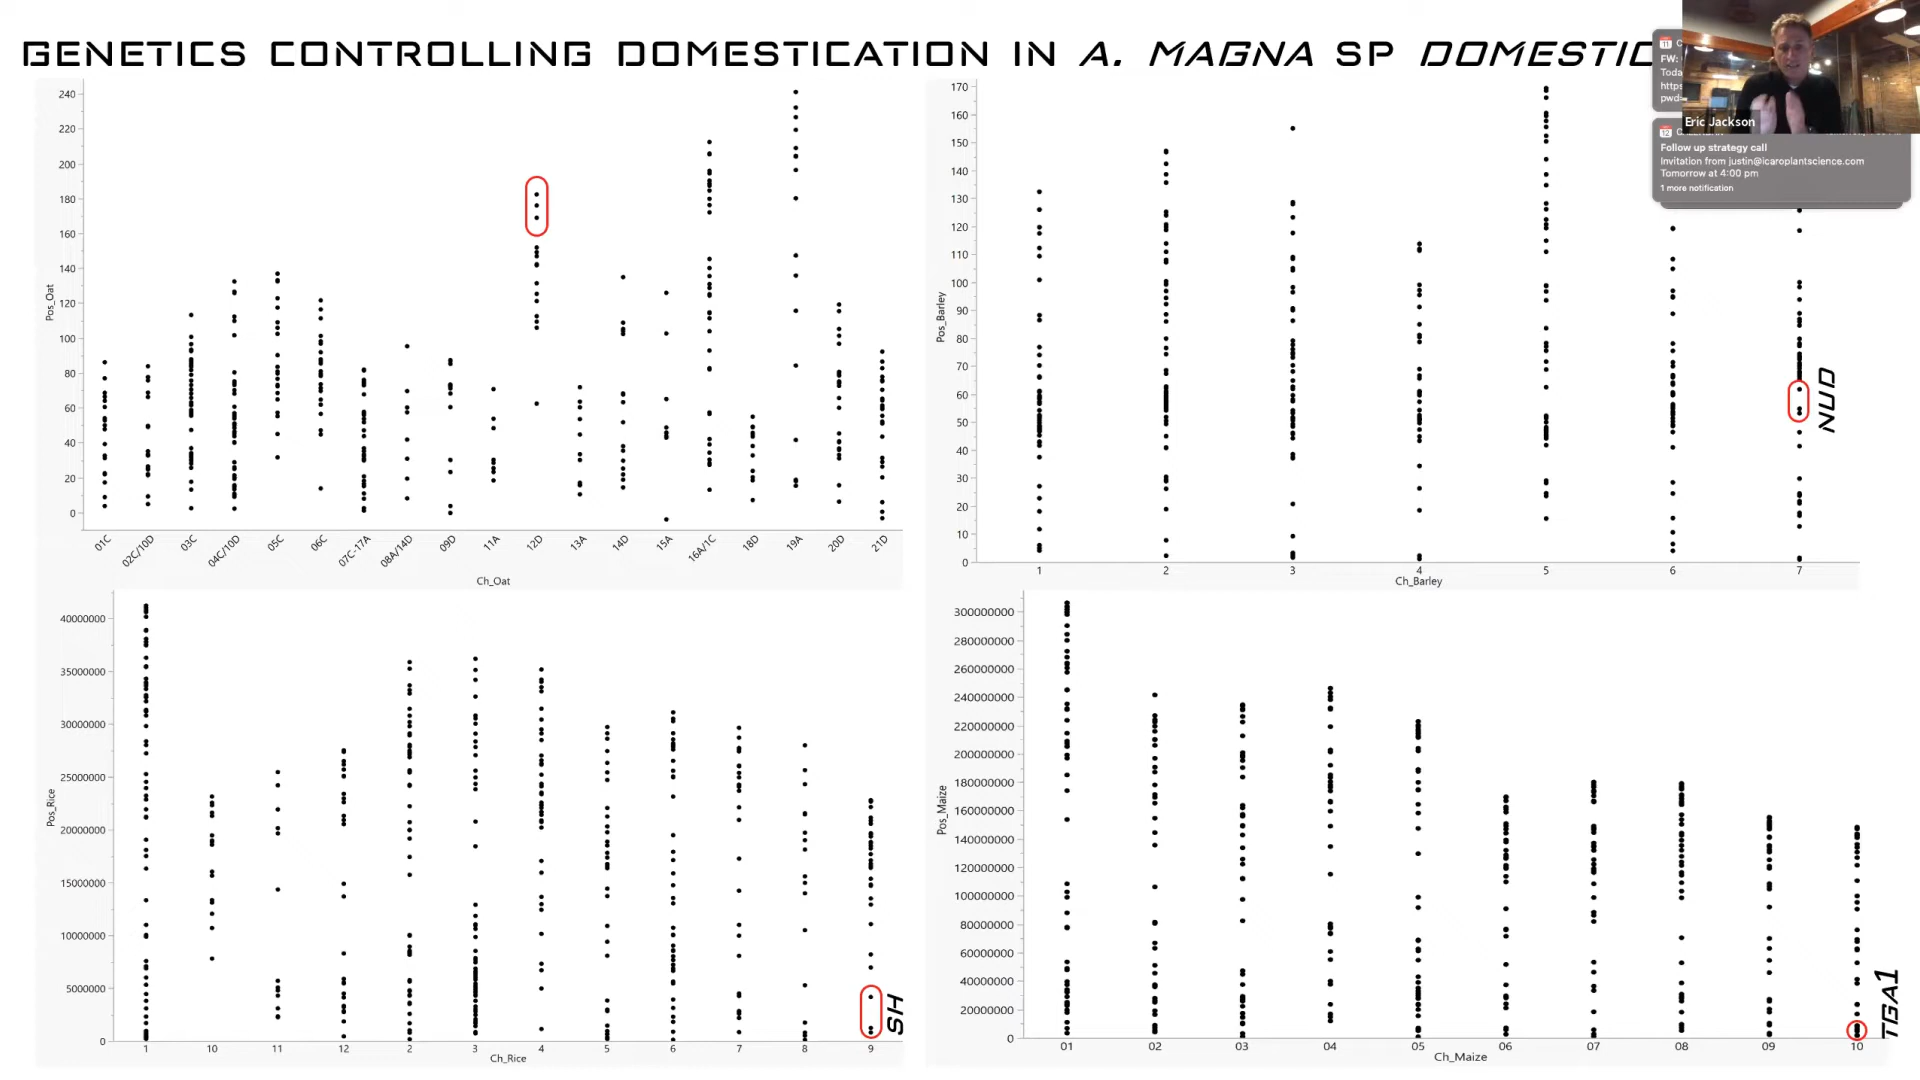 GENETICS CONTROLLING DOMESTICATION IN A. MAGNA SP DOMESTIC
FW:
Toda
http
pwd
Eric Jackson
Follow up strategy call
Invitation from justin@icaroplantscience.com
Tomorrow at 4:00 pm
1 more notification
240
220
200
180
160
140
120
100
80
60
40
20
0
Pos_Oat
01C
02C/10D
03C
04C/10D
05C
06C
07C-17A
08A/14D
09D
11A
12D
13A
14D
15A
16A/1C
18D
19A
20D
21D
Ch_Oat
170
160
150
140
130
120
110
100
90
80
70
60
50
40
30
20
10
0
Pos_Barley
NUD
1 2 3 4 5 6 7
Ch_Barley
40000000
35000000
30000000
25000000
20000000
15000000
10000000
5000000
0
Pos_Rice
SH
1 10 11 12 2 3 4 5 6 7 8 9
Ch_Rice
300000000
280000000
260000000
240000000
220000000
200000000
180000000
160000000
140000000
120000000
100000000
80000000
60000000
40000000
20000000
0
Pos_Maize
TGA1
01 02 03 04 05 06 07 08 09 10
Ch_Maize